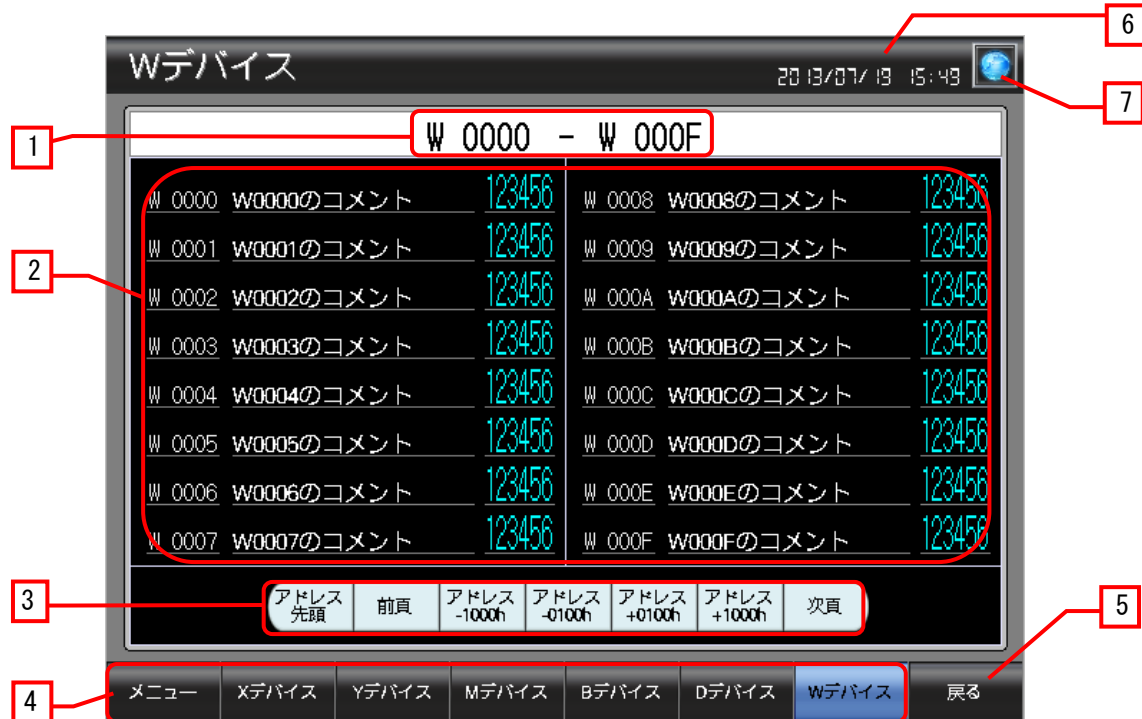 6
Wデバイス
2013/07/19 15:49
7
1
W 0000 - W 000F
2
W 0000 W0000のコメント 123456 W 0008 W0008のコメント 123456
W 0001 W0001のコメント 123456 W 0009 W0009のコメント 123456
W 0002 W0002のコメント 123456 W 000A W000Aのコメント 123456
W 0003 W0003のコメント 123456 W 000B W000Bのコメント 123456
W 0004 W0004のコメント 123456 W 000C W000Cのコメント 123456
W 0005 W0005のコメント 123456 W 000D W000Dのコメント 123456
W 0006 W0006のコメント 123456 W 000E W000Eのコメント 123456
W 0007 W0007のコメント 123456 W 000F W000Fのコメント 123456
3
アドレス
先頭
前頁
アドレス
-1000h
アドレス
-0100h
アドレス
+0100h
アドレス
+1000h
次頁
5
4
メニュー Xデバイス Yデバイス Mデバイス Bデバイス Dデバイス Wデバイス 戻る